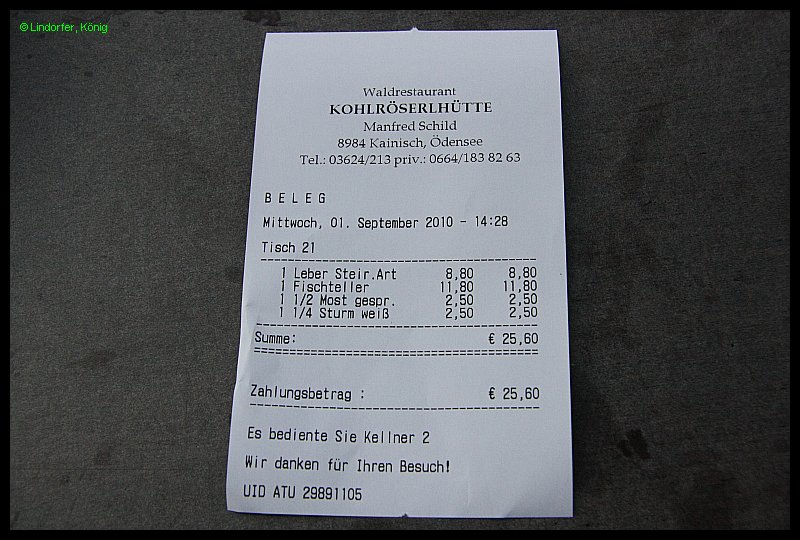 © Lindorfer, König
Waldrestaurant
KOHLRÖSERLHÜTTE
Manfred Schild
8984 Kainisch, Ödensee
Tel.: 03624/213 priv.: 0664/183 82 63
B E L E G
Mittwoch, 01. September 2010 - 14:28
Tisch 21
1 Leber Steir.Art 8,80 8,80
1 Fischteller 11,80 11,80
1 1/2 Most gespr. 2,50 2,50
1 1/4 Sturm weiß 2,50 2,50
Summe: € 25,60
Zahlungsbetrag : € 25,60
Es bediente Sie Kellner 2
Wir danken für Ihren Besuch!
UID ATU 29891105